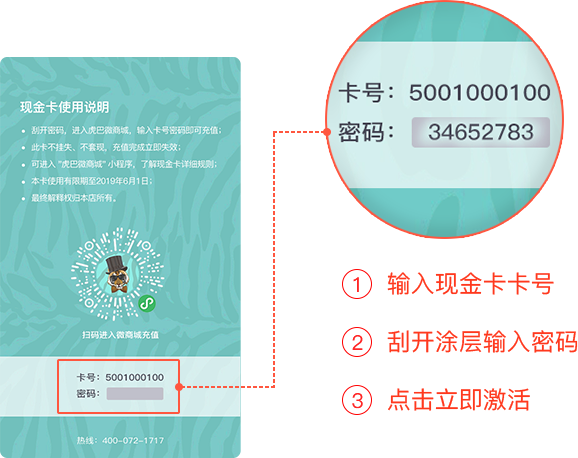 现金卡使用说明
刮开密码，进入虎巴微商城，输入卡号密码即可充值；
此卡不挂失、不套现，充值完成立即失效；
可进入“虎巴微商城”小程序，了解现金卡详细规则；
本卡使用有限期至2019年6月1日；
最终解释权归本店所有。
扫码进入微商城充值
卡号：5001000100
密码：
热线：400-072-1717
卡号：5001000100
密码：34652783
1 输入现金卡卡号
2 刮开涂层输入密码
3 点击立即激活